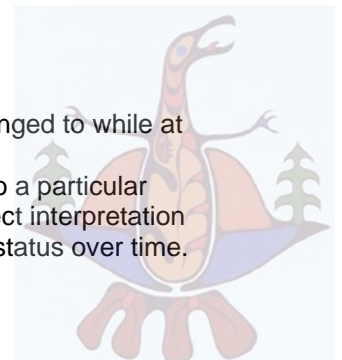 nged to while at
a particular
ct interpretation
status over time.